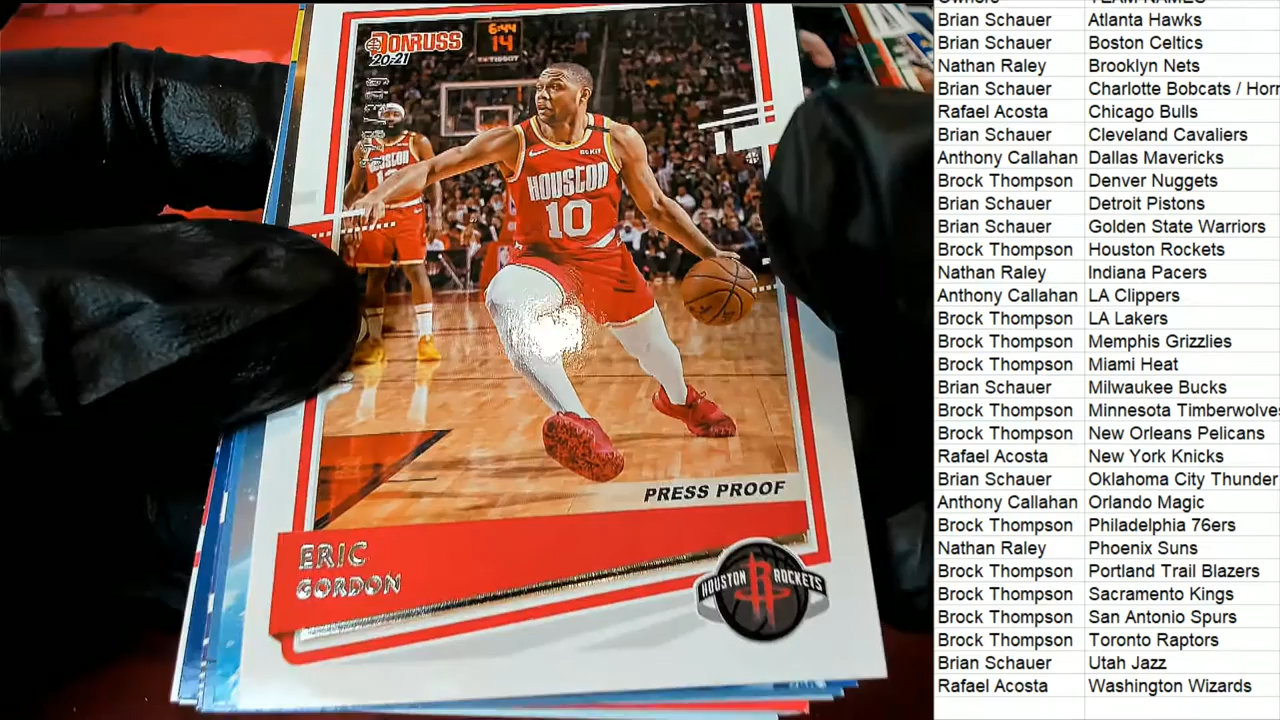 DONRUSS
20-21
6:44
14
TISSOT
HOUSTON
10
HOUSTON
PRESS PROOF
ERIC
GORDON
HOUSTON R ROCKETS
Brian Schauer Atlanta Hawks
Brian Schauer Boston Celtics
Nathan Raley Brooklyn Nets
Brian Schauer Charlotte Bobcats / Horn
Rafael Acosta Chicago Bulls
Brian Schauer Cleveland Cavaliers
Anthony Callahan Dallas Mavericks
Brock Thompson Denver Nuggets
Brian Schauer Detroit Pistons
Brian Schauer Golden State Warriors
Brock Thompson Houston Rockets
Nathan Raley Indiana Pacers
Anthony Callahan LA Clippers
Brock Thompson LA Lakers
Brock Thompson Memphis Grizzlies
Brock Thompson Miami Heat
Brian Schauer Milwaukee Bucks
Brock Thompson Minnesota Timberwolve
Brock Thompson New Orleans Pelicans
Rafael Acosta New York Knicks
Brian Schauer Oklahoma City Thunder
Anthony Callahan Orlando Magic
Brock Thompson Philadelphia 76ers
Nathan Raley Phoenix Suns
Brock Thompson Portland Trail Blazers
Brock Thompson Sacramento Kings
Brock Thompson San Antonio Spurs
Brock Thompson Toronto Raptors
Brian Schauer Utah Jazz
Rafael Acosta Washington Wizards